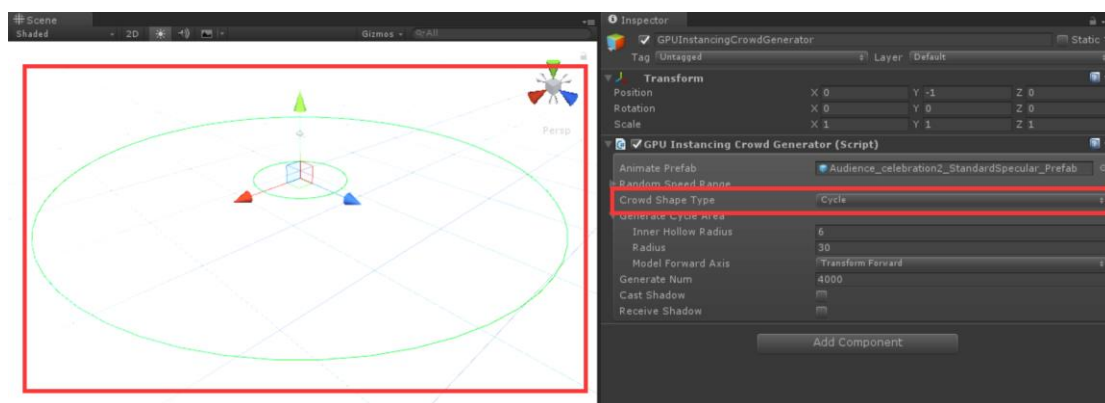 Scene
Shaded 2D Gizmos All
Persp
Inspector
GPUInstancingCrowdGenerator Static
Tag Untagged Layer Default
Transform
Position X 0 Y -1 Z 0
Rotation X 0 Y 0 Z 0
Scale X 1 Y 1 Z 1
GPU Instancing Crowd Generator (Script)
Animate Prefab Audience_celebration2_StandardSpecular_Prefab
Random Speed Range
Crowd Shape Type Cycle
Generate Cycle Area
Inner Hollow Radius 6
Radius 30
Model Forward Axis Transform Forward
Generate Num 4000
Cast Shadow
Receive Shadow
Add Component